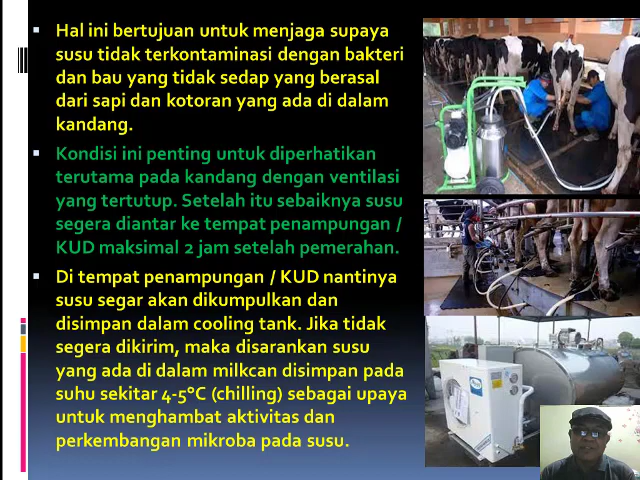 Hal ini bertujuan untuk menjaga supaya
susu tidak terkontaminasi dengan bakteri
dan bau yang tidak sedap yang berasal
dari sapi dan kotoran yang ada di dalam
kandang.
Kondisi ini penting untuk diperhatikan
terutama pada kandang dengan ventilasi
yang tertutup. Setelah itu sebaiknya susu
segera diantar ke tempat penampungan /
KUD maksimal 2 jam setelah pemerahan.
Di tempat penampungan / KUD nantinya
susu segar akan dikumpulkan dan
disimpan dalam cooling tank. Jika tidak
segera dikirim, maka disarankan susu
yang ada di dalam milkcan disimpan pada
suhu sekitar 4-5°C (chilling) sebagai upaya
untuk menghambat aktivitas dan
perkembangan mikroba pada susu.